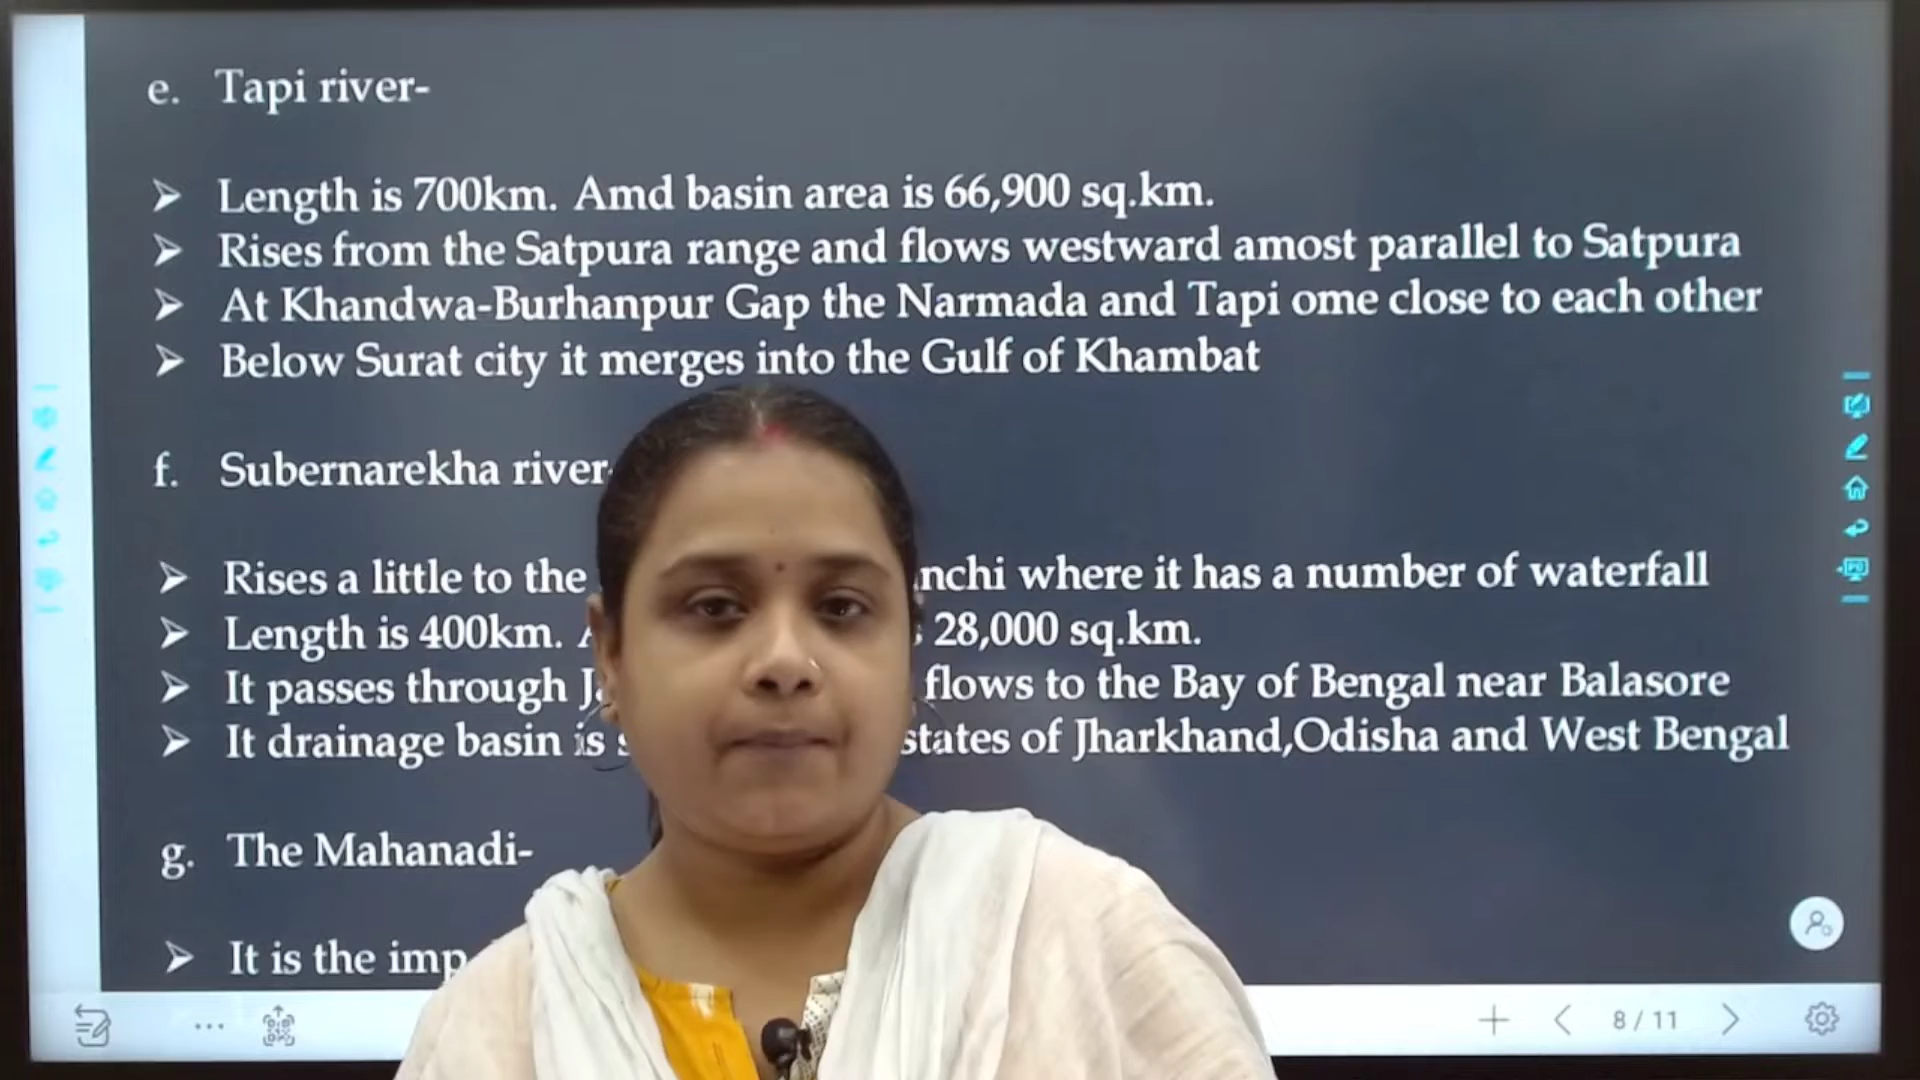 e. Tapi river-
➢ Length is 700km. Amd basin area is 66,900 sq.km.
➢ Rises from the Satpura range and flows westward amost parallel to Satpura
➢ At Khandwa-Burhanpur Gap the Narmada and Tapi ome close to each other
➢ Below Surat city it merges into the Gulf of Khambat
f. Subernarekha river-
➢ Rises a little to the nchi where it has a number of waterfall
➢ Length is 400km. 28,000 sq.km.
➢ It passes through flows to the Bay of Bengal near Balasore
➢ It drainage basin is states of Jharkhand,Odisha and West Bengal
g. The Mahanadi-
➢ It is the imp
8 / 11